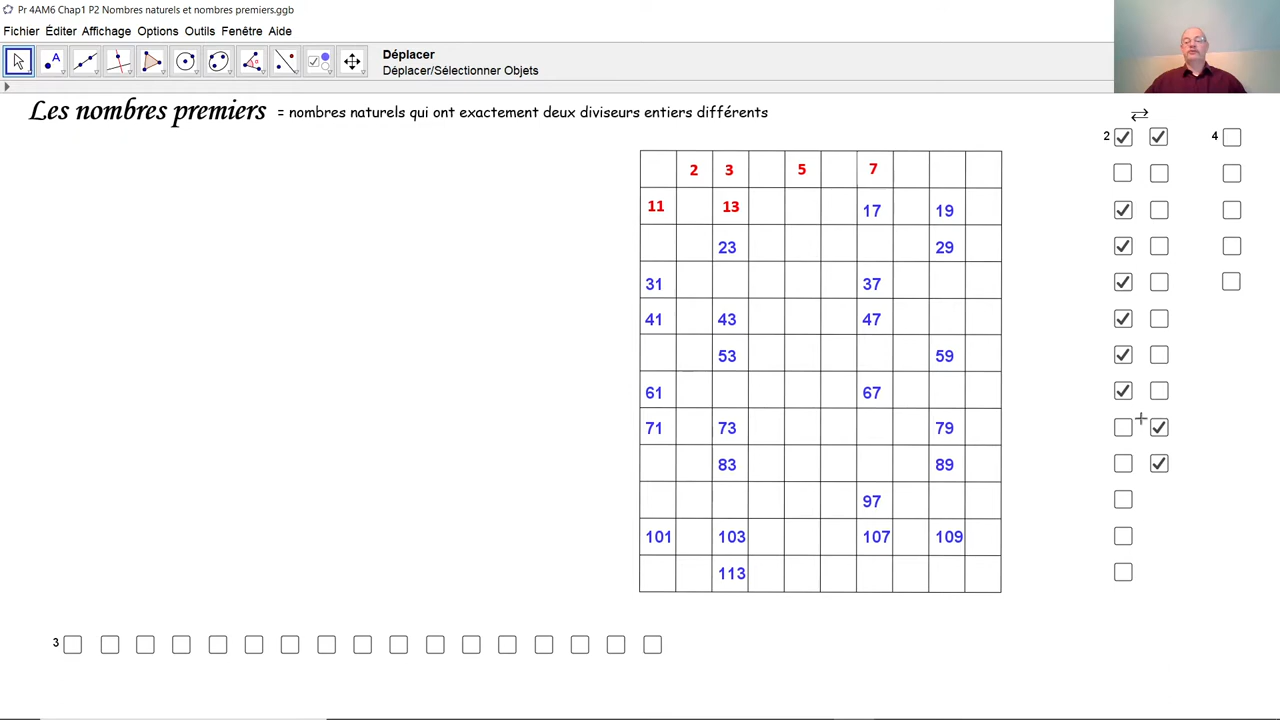 Pr 4AM6 Chap1 P2 Nombres naturels et nombres premiers.ggb
Fichier Éditer Affichage Options Outils Fenêtre Aide
Déplacer
Déplacer/Sélectionner Objets
Les nombres premiers = nombres naturels qui ont exactement deux diviseurs entiers différents
2 4
2 3 5 7
11 13 17 19
23 29
31 37
41 43 47
53 59
61 67
71 73 79
83 89
97
101 103 107 109
113
3